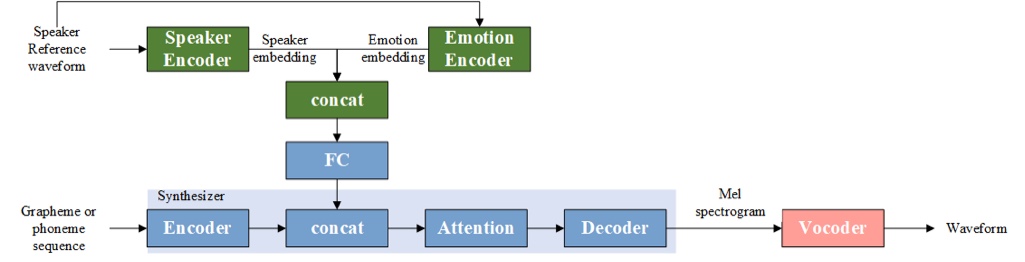 Speaker
Reference
waveform
Speaker
Encoder
Speaker
embedding
Emotion
embedding
Emotion
Encoder
concat
FC
Synthesizer
Grapheme or
phoneme
sequence
Encoder
concat
Attention
Decoder
Mel
spectrogram
Vocoder
Waveform